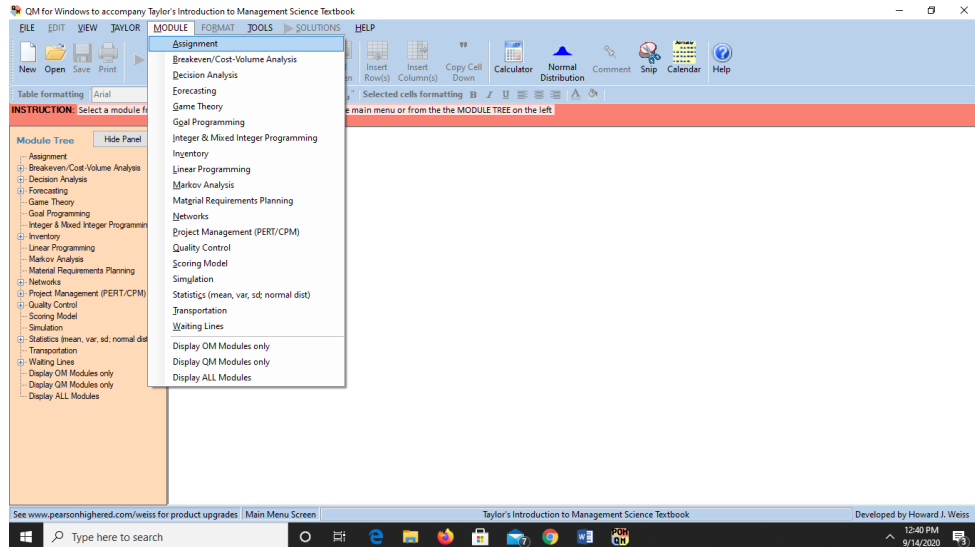 QM for Windows to accompany Taylor's Introduction to Management Science Textbook
FILE EDIT VIEW TAYLOR MODULE FORMAT TOOLS SOLUTIONS HELP
New Open Save Print
Insert Row(s) Insert Column(s) Copy Cell Down Calculator Normal Distribution Comment Snip Calendar Help
Table formatting Arial
Selected cells formatting B I U
INSTRUCTION: Select a module
main menu or from the the MODULE TREE on the left
Module Tree Hide Panel
Assignment
Breakeven/Cost-Volume Analysis
Decision Analysis
Forecasting
Game Theory
Goal Programming
Integer & Mixed Integer Programmin
Inventory
Linear Programming
Markov Analysis
Material Requirements Planning
Networks
Project Management (PERT/CPM)
Quality Control
Scoring Model
Simulation
Statistics (mean, var, sd; normal dist
Transportation
Waiting Lines
Display OM Modules only
Display QM Modules only
Display ALL Modules
Assignment
Breakeven/Cost-Volume Analysis
Decision Analysis
Forecasting
Game Theory
Goal Programming
Integer & Mixed Integer Programming
Inventory
Linear Programming
Markov Analysis
Material Requirements Planning
Networks
Project Management (PERT/CPM)
Quality Control
Scoring Model
Simulation
Statistics (mean, var, sd; normal dist)
Transportation
Waiting Lines
Display OM Modules only
Display QM Modules only
Display ALL Modules
See www.pearsonhighered.com/weiss for product upgrades Main Menu Screen Taylor's Introduction to Management Science Textbook Developed by Howard J. Weiss
Type here to search
POM QM
12:40 PM
9/14/2020